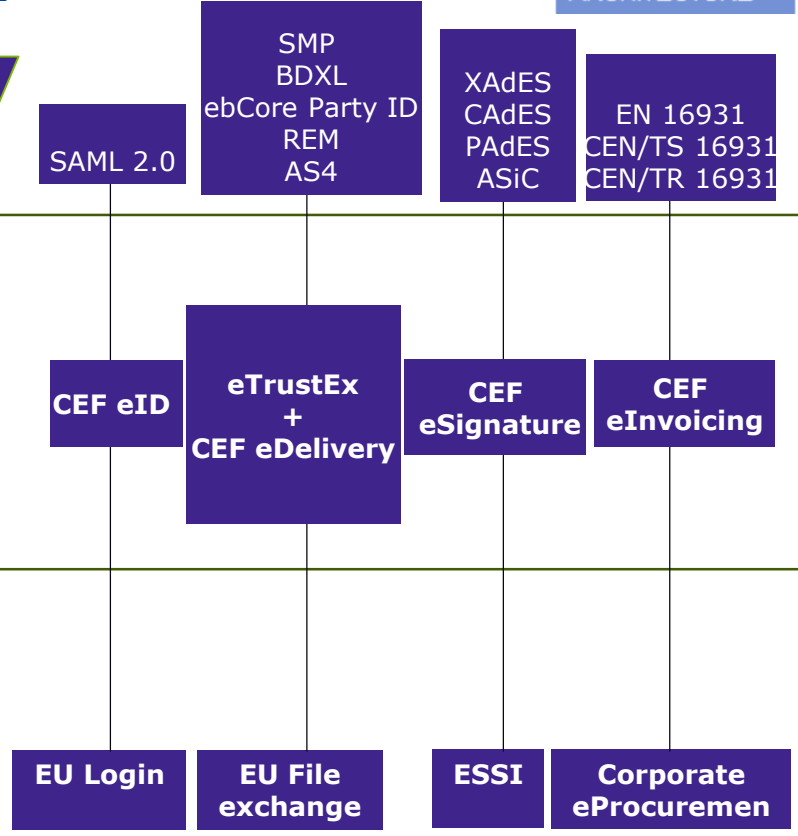 ARCHITECTURE
SMP
BDXL
ebCore Party ID
REM
AS4
XAdES
CAdES
PAdES
ASiC
EN 16931
CEN/TS 16931
CEN/TR 16931
SAML 2.0
CEF eID
eTrustEx
+
CEF eDelivery
CEF
eSignature
CEF
eInvoicing
EU Login
EU File
exchange
ESSI
Corporate
eProcuremen